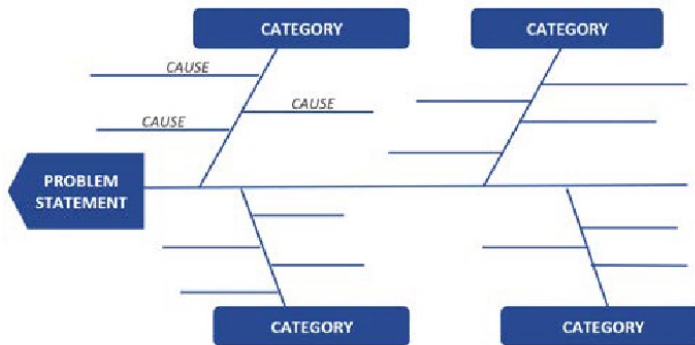 CATEGORY
CATEGORY
CAUSE
CAUSE
CAUSE
PROBLEM
STATEMENT
CATEGORY
CATEGORY